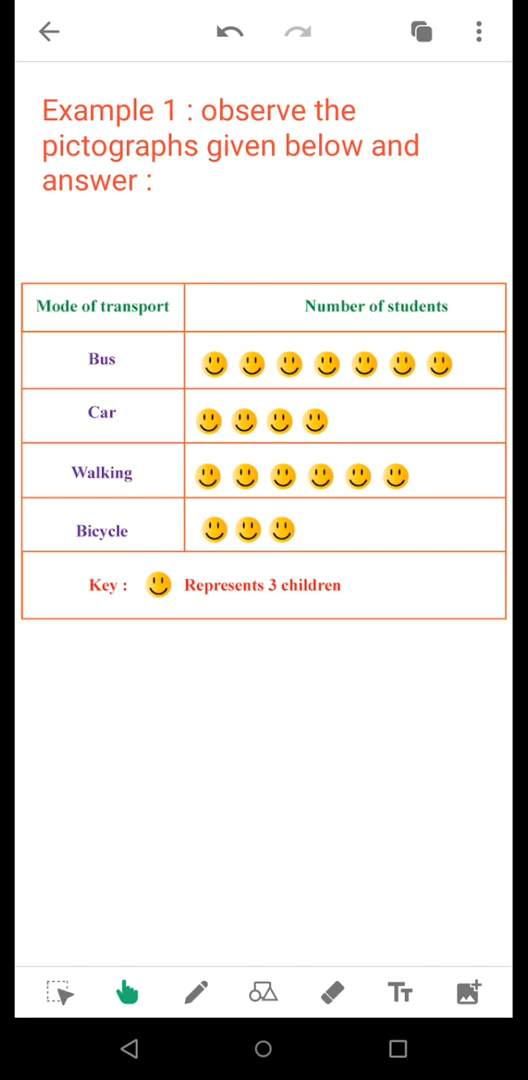 Example 1 : observe the
pictographs given below and
answer :
Mode of transport Number of students
Bus
Car
Walking
Bicycle
Key : Represents 3 children
TT